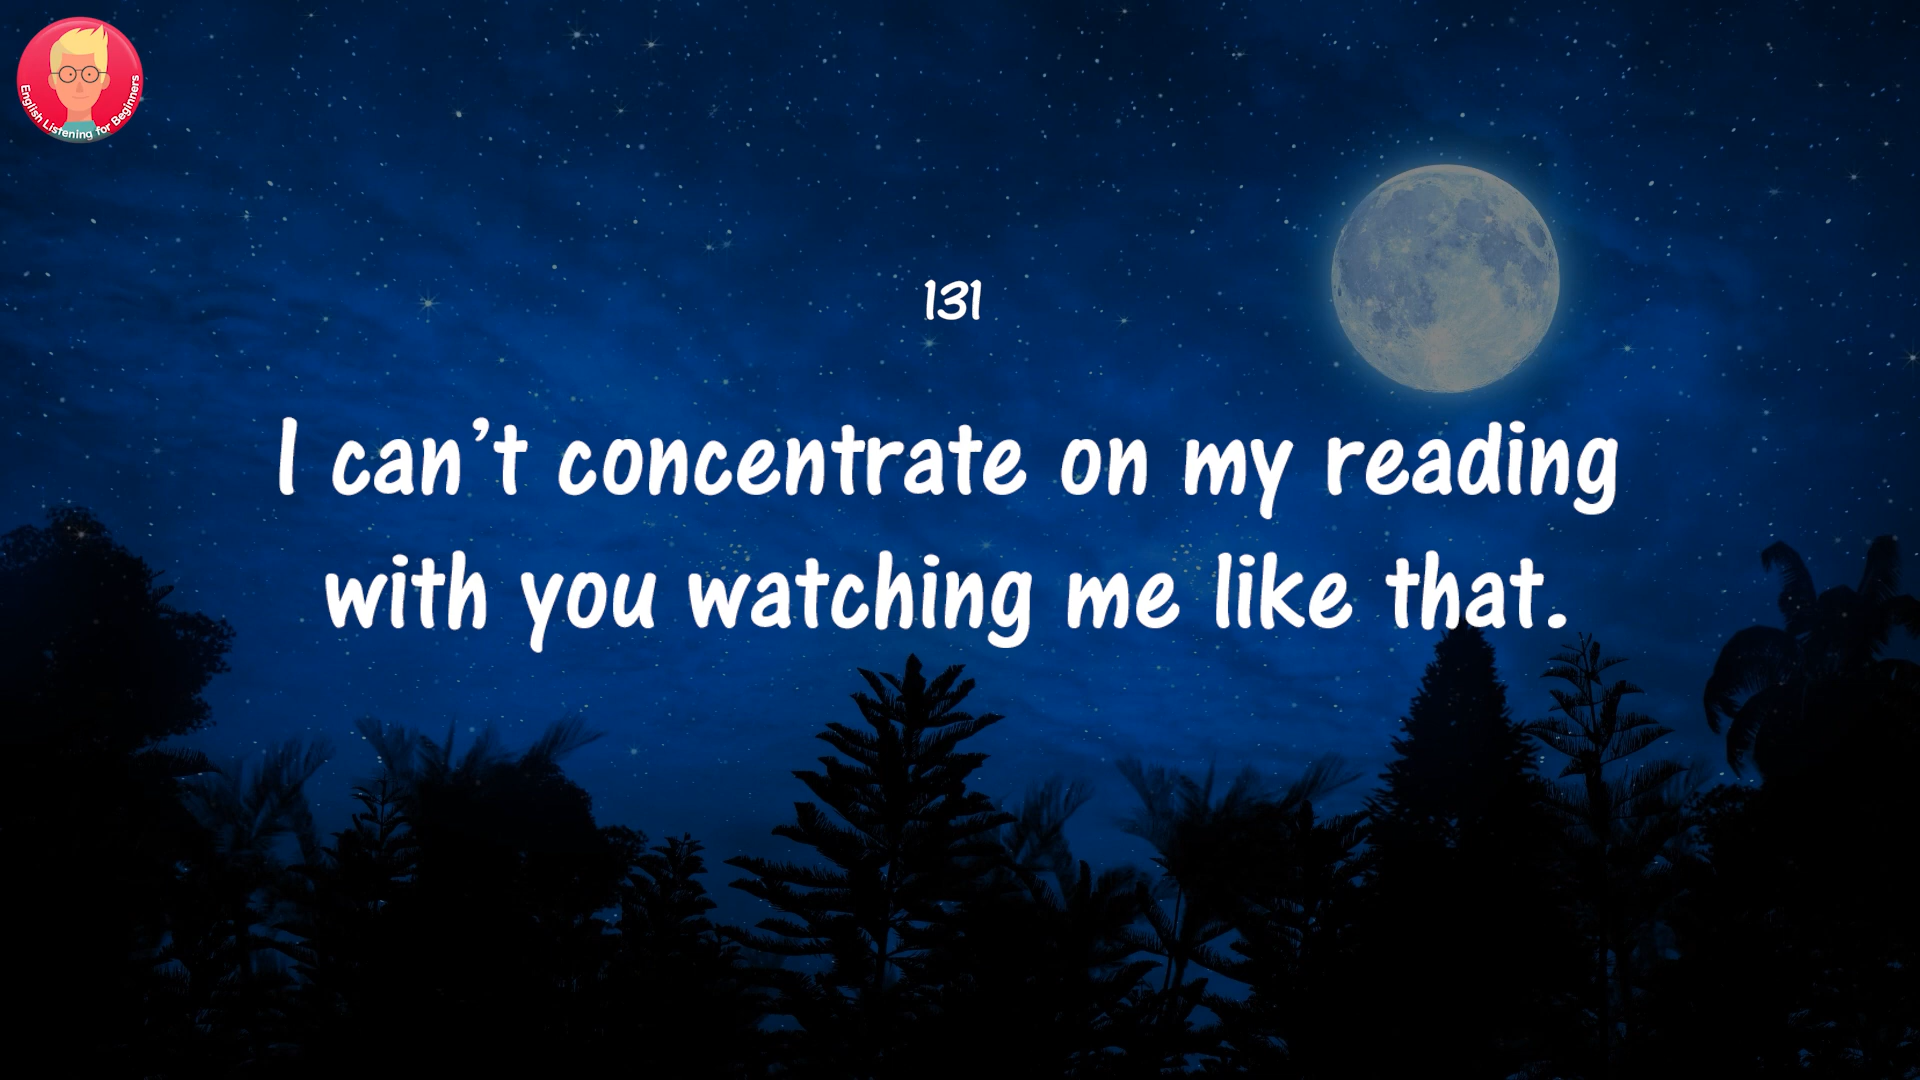 English Listening for Beginners
131
I can’t concentrate on my reading
with you watching me like that.